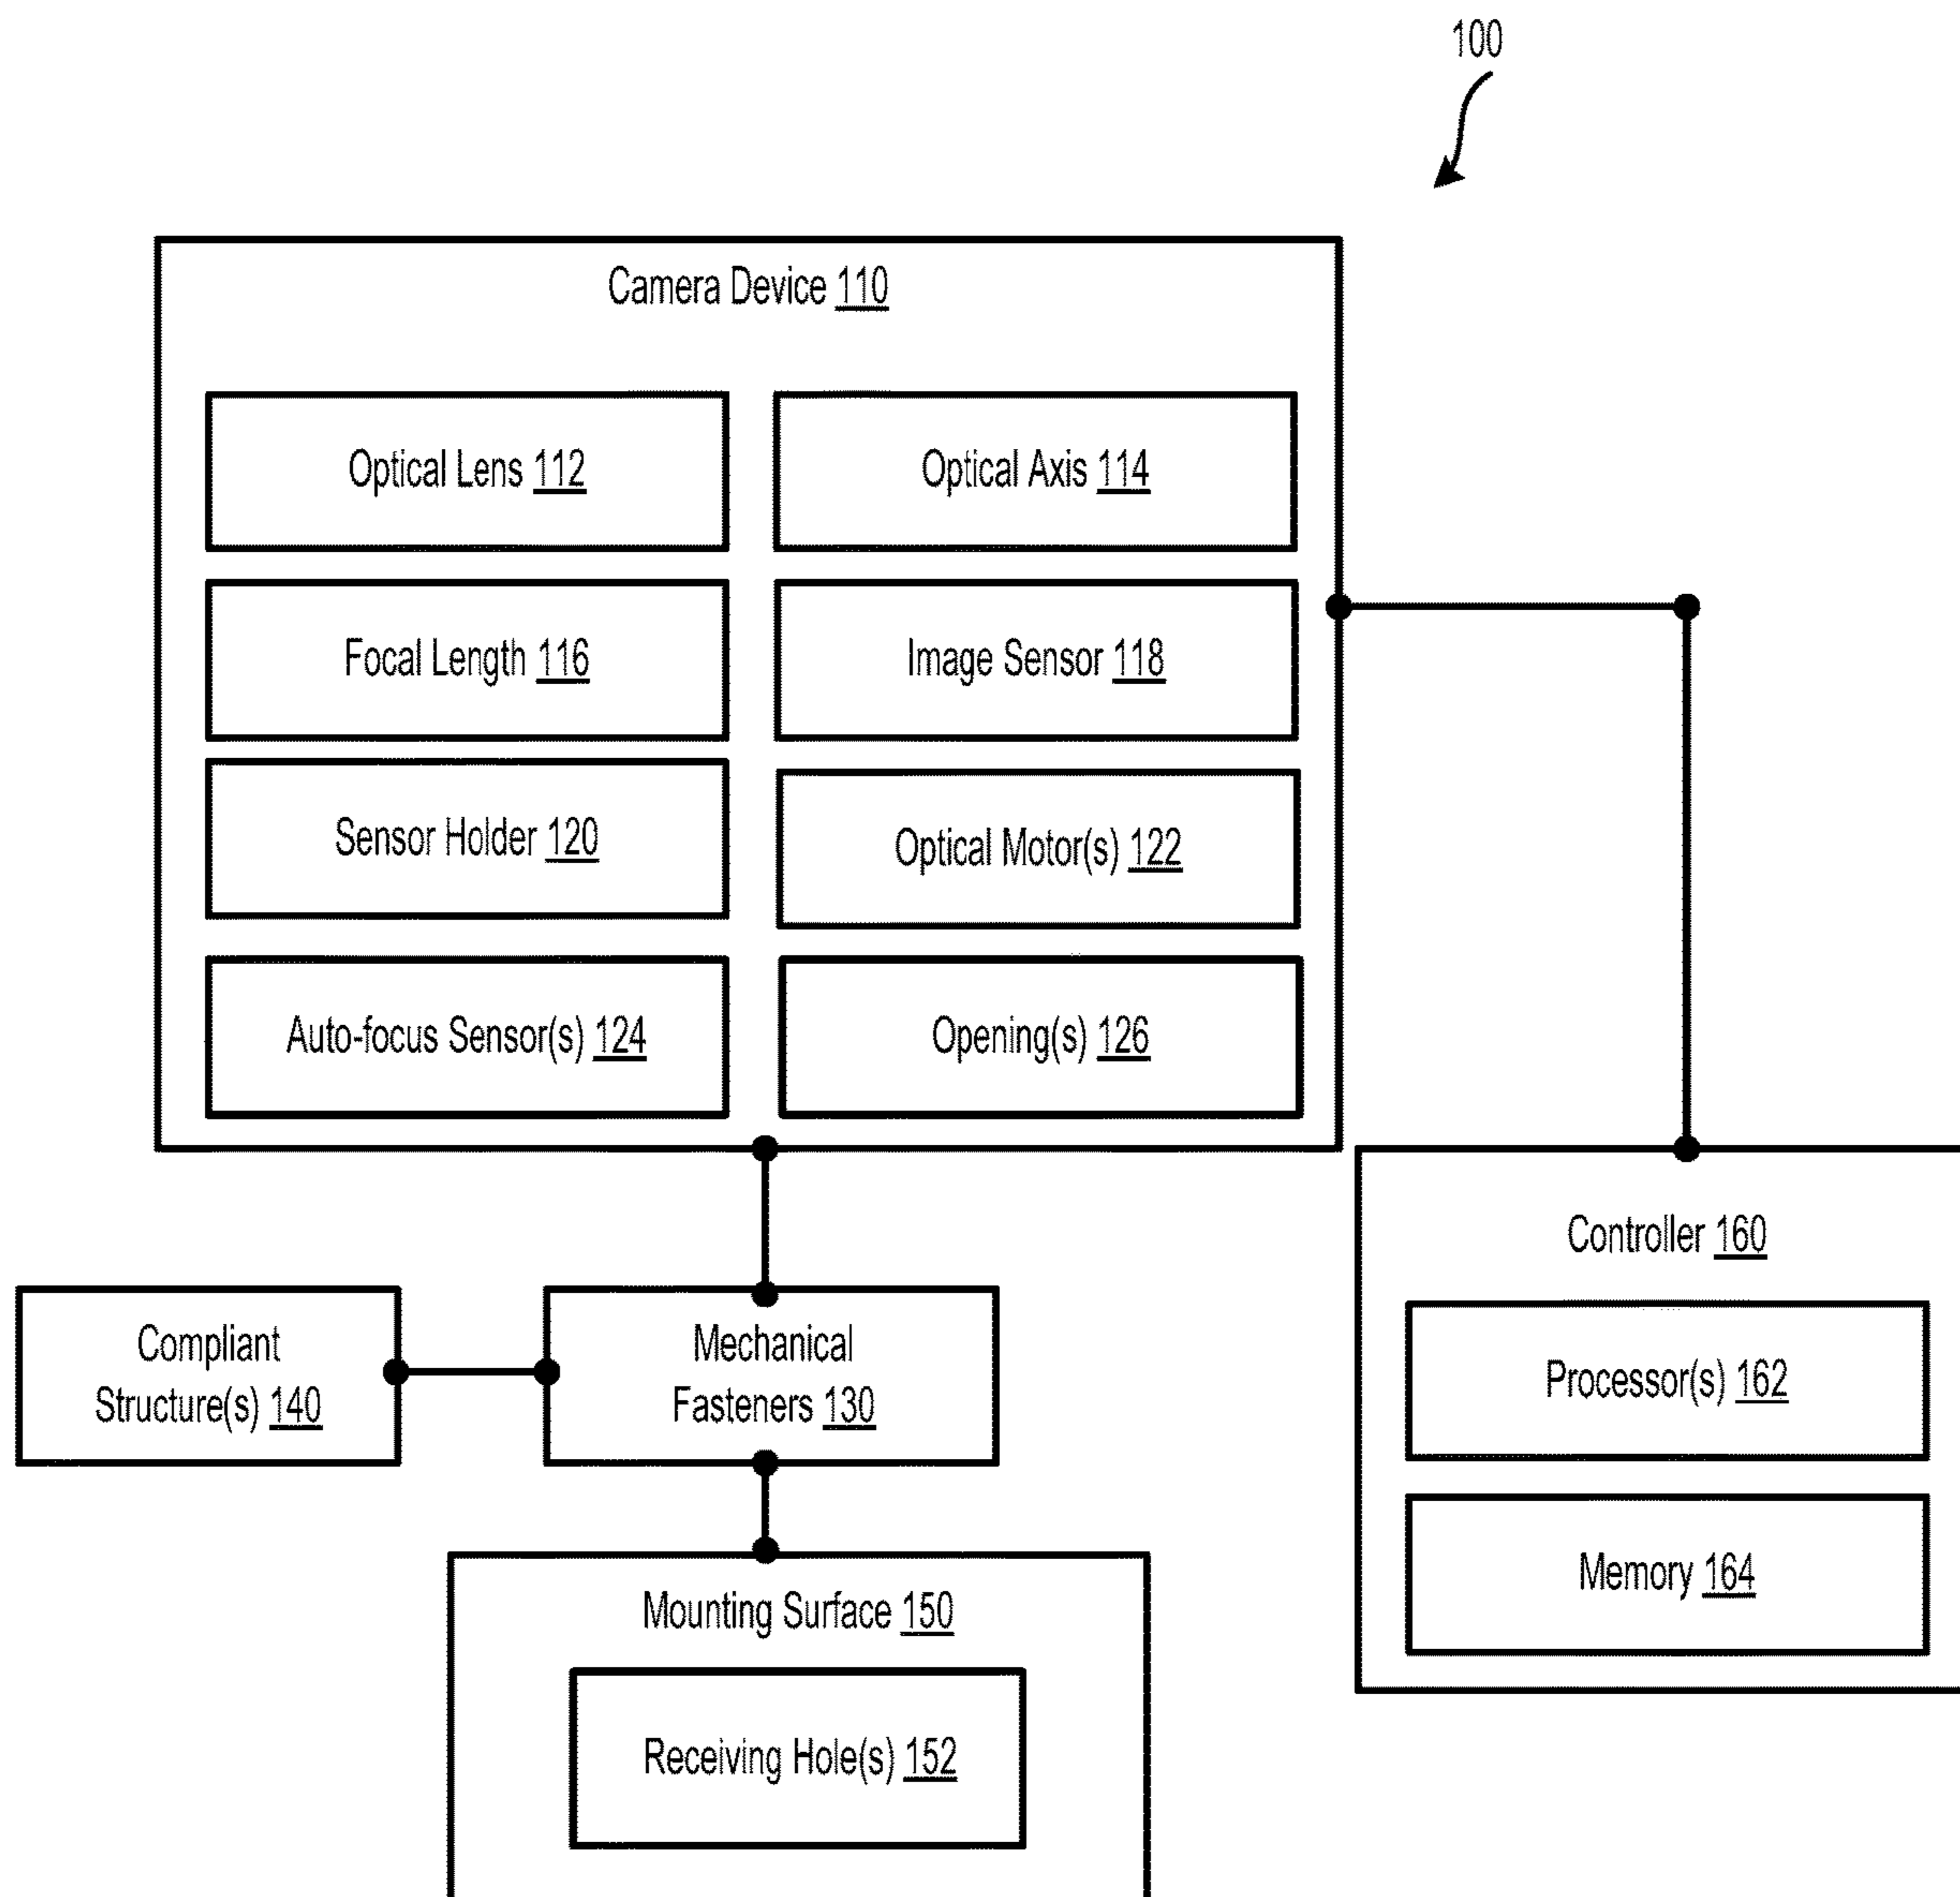 100
Camera Device 110
Optical Lens 112
Optical Axis 114
Focal Length 116
Image Sensor 118
Sensor Holder 120
Optical Motor(s) 122
Auto-focus Sensor(s) 124
Opening(s) 126
Controller 160
Processor(s) 162
Memory 164
Compliant
Structure(s) 140
Mechanical
Fasteners 130
Mounting Surface 150
Receiving Hole(s) 152